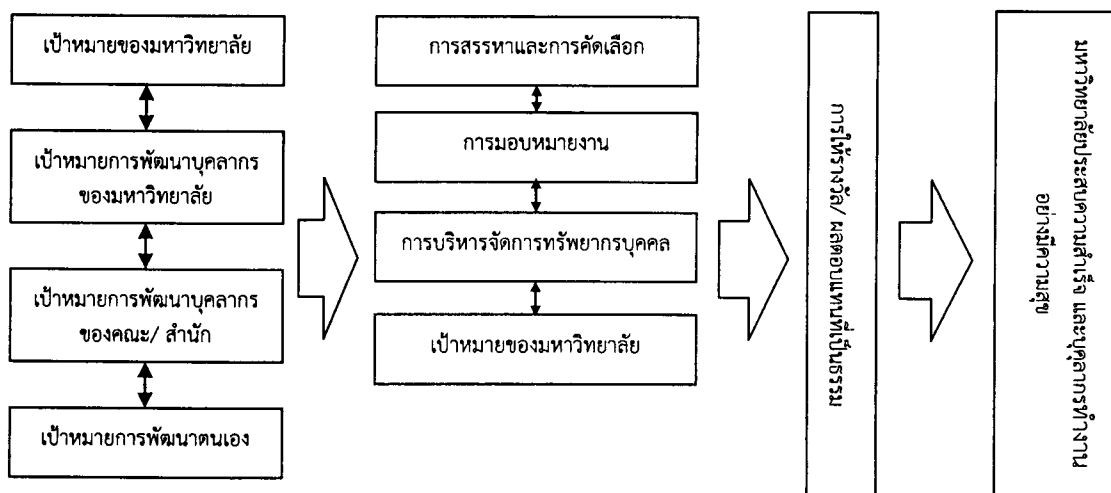 เป้าหมายของมหาวิทยาลัย
เป้าหมายการพัฒนาบุคลากร
ของมหาวิทยาลัย
เป้าหมายการพัฒนาบุคลากร
ของคณะ/ สำนัก
เป้าหมายการพัฒนาตนเอง
การสรรหาและการคัดเลือก
การมอบหมายงาน
การบริหารจัดการทรัพยากรบุคคล
เป้าหมายของมหาวิทยาลัย
การให้รางวัล/ ผลตอบแทนที่เป็นธรรม
มหาวิทยาลัยประสบความสำเร็จ และบุคลากรทำงาน
อย่างมีความสุข